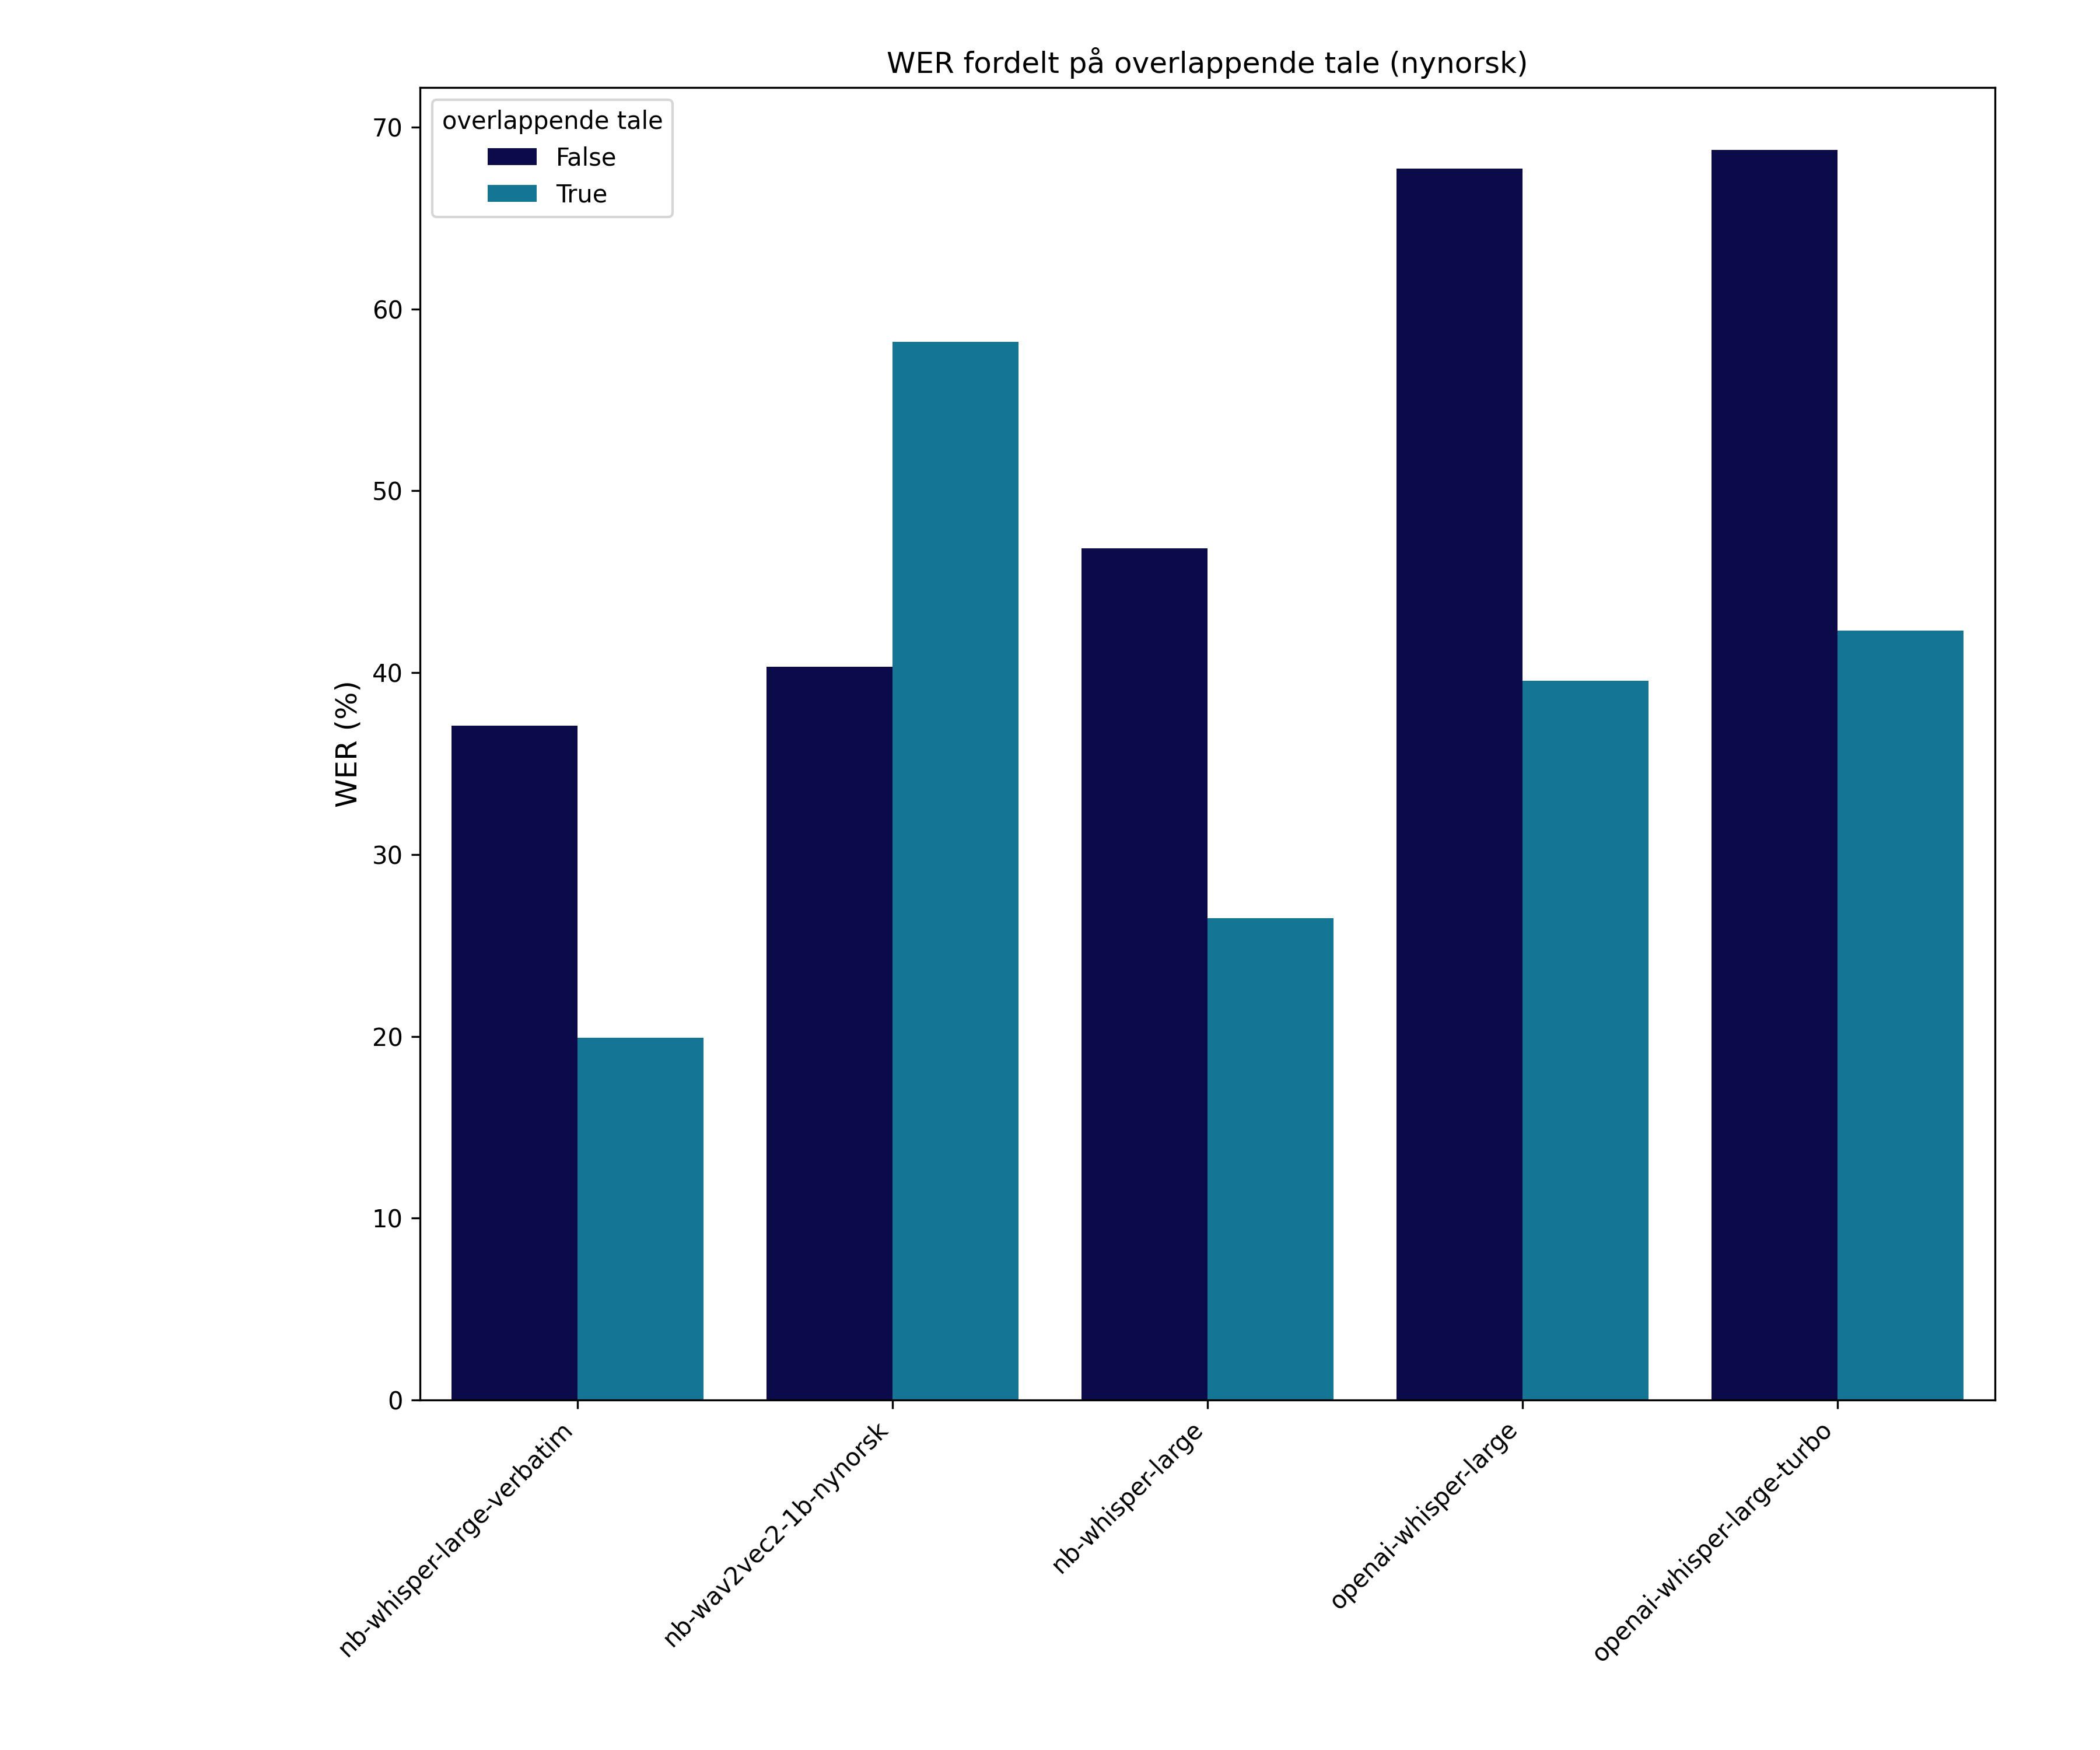 WER fordelt på overlappende tale (nynorsk)
overlappende tale
False
True
WER (%)
70
60
50
40
30
20
10
0
nb-whisper-large-verbatim
nb-wav2vec2-1b-nynorsk
nb-whisper-large
openai-whisper-large
openai-whisper-large-turbo